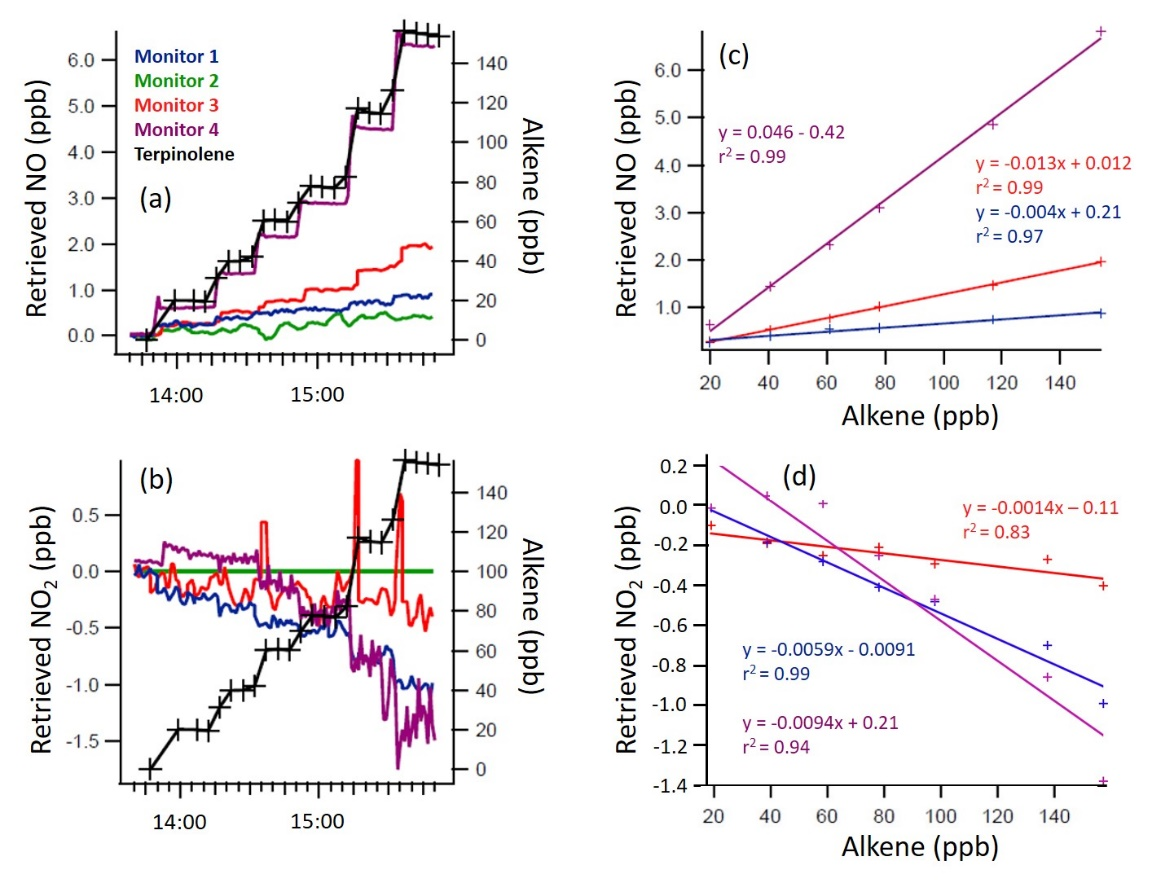 (a)
Monitor 1
Monitor 2
Monitor 3
Monitor 4
Terpinolene
Retrieved NO (ppb)
6.0
5.0
4.0
3.0
2.0
1.0
0.0
140
120
100
80
60
40
20
0
Alkene (ppb)
14:00
15:00
(c)
Retrieved NO (ppb)
6.0
5.0
4.0
3.0
2.0
1.0
y = 0.046 - 0.42
r² = 0.99
y = -0.013x + 0.012
r² = 0.99
y = -0.004x + 0.21
r² = 0.97
20
40
60
80
100
120
140
Alkene (ppb)
(b)
Retrieved NO₂ (ppb)
0.5
0.0
-0.5
-1.0
-1.5
140
120
100
80
60
40
20
0
Alkene (ppb)
14:00
15:00
(d)
Retrieved NO₂ (ppb)
0.2
0.0
-0.2
-0.4
-0.6
-0.8
-1.0
-1.2
-1.4
y = -0.0014x – 0.11
r² = 0.83
y = -0.0059x - 0.0091
r² = 0.99
y = -0.0094x + 0.21
r² = 0.94
20
40
60
80
100
120
140
Alkene (ppb)